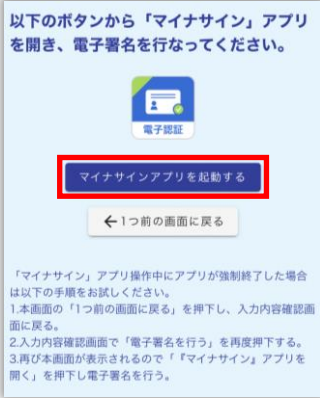 以下のボタンから「マイナサイン」アプリ
を開き、電子署名を行なってください。
電子認証
マイナサインアプリを起動する
←1つ前の画面に戻る
「マイナサイン」アプリ操作中にアプリが強制終了した場合
は以下の手順をお試しください。
1.本画面の「1つ前の画面に戻る」を押下し、入力内容確認画
面に戻る。
2.入力内容確認画面で「電子署名を行う」を再度押下する。
3.再び本画面が表示されるので「『マイナサイン』アプリを
開く」を押下し電子署名を行う。